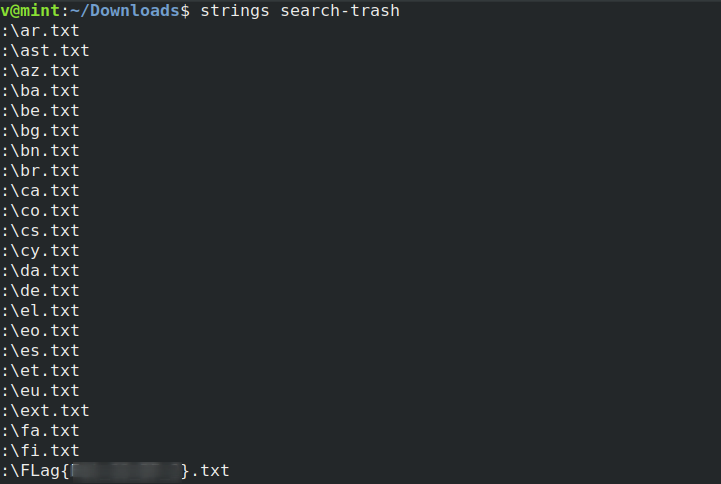 v@mint:~/Downloads$ strings search-trash
:\ar.txt
:\ast.txt
:\az.txt
:\ba.txt
:\be.txt
:\bg.txt
:\bn.txt
:\br.txt
:\ca.txt
:\co.txt
:\cs.txt
:\cy.txt
:\da.txt
:\de.txt
:\el.txt
:\eo.txt
:\es.txt
:\et.txt
:\eu.txt
:\ext.txt
:\fa.txt
:\fi.txt
:\FLag{ }.txt